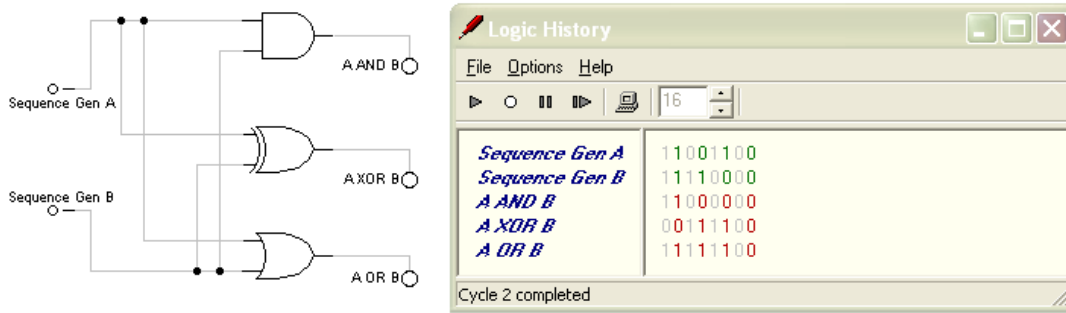 A AND B
Sequence Gen A
A XOR B
Sequence Gen B
A OR B
Logic History
File Options Help
16
Sequence Gen A 11001100
Sequence Gen B 11110000
A AND B 11000000
A XOR B 00111100
A OR B 11111100
Cycle 2 completed